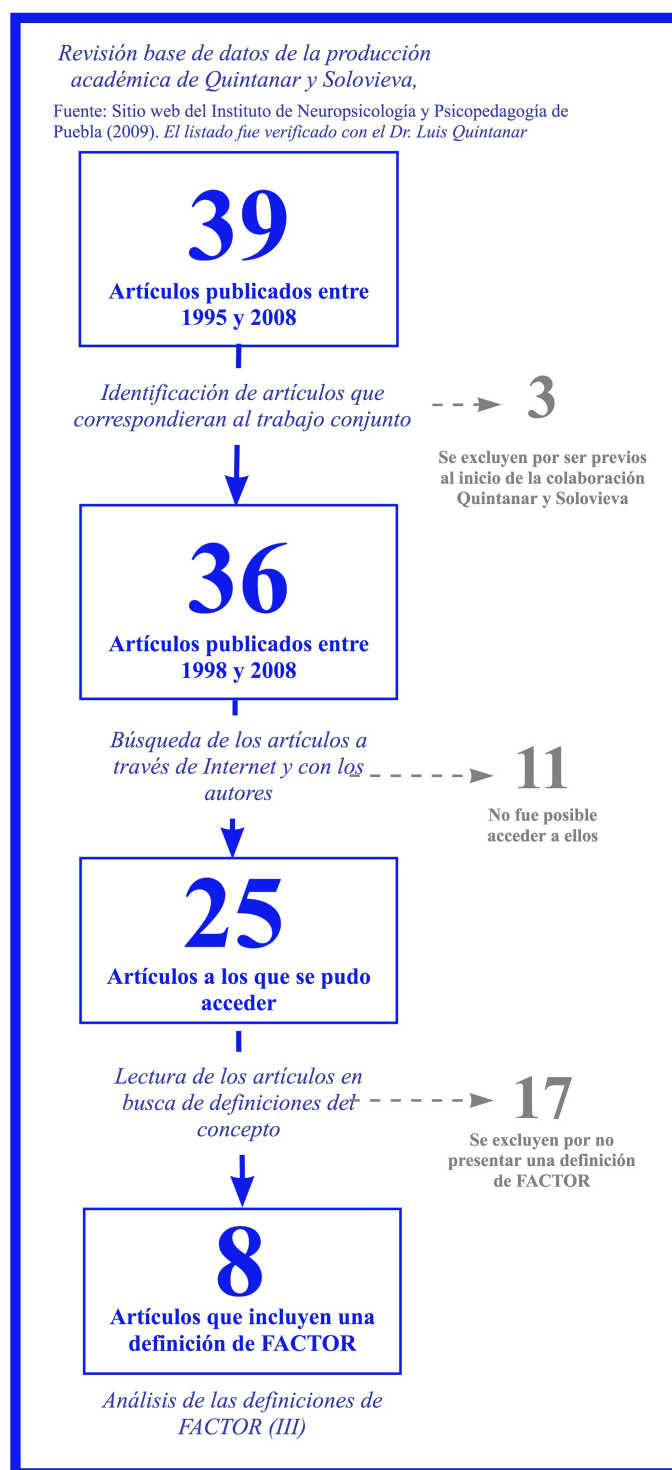 Revisión base de datos de la producción
académica de Quintanar y Solovieva,
Fuente: Sitio web del Instituto de Neuropsicología y Psicopedagogía de
Puebla (2009). El listado fue verificado con el Dr. Luis Quintanar
39
Artículos publicados entre
1995 y 2008
Identificación de artículos que
correspondieran al trabajo conjunto
3
Se excluyen por ser previos
al inicio de la colaboración
Quintanar y Solovieva
36
Artículos publicados entre
1998 y 2008
Búsqueda de los artículos a
través de Internet y con los
autores
11
No fue posible
acceder a ellos
25
Artículos a los que se pudo
acceder
Lectura de los artículos en
busca de definiciones del
concepto
17
Se excluyen por no
presentar una definición
de FACTOR
8
Artículos que incluyen una
definición de FACTOR
Análisis de las definiciones de
FACTOR (III)